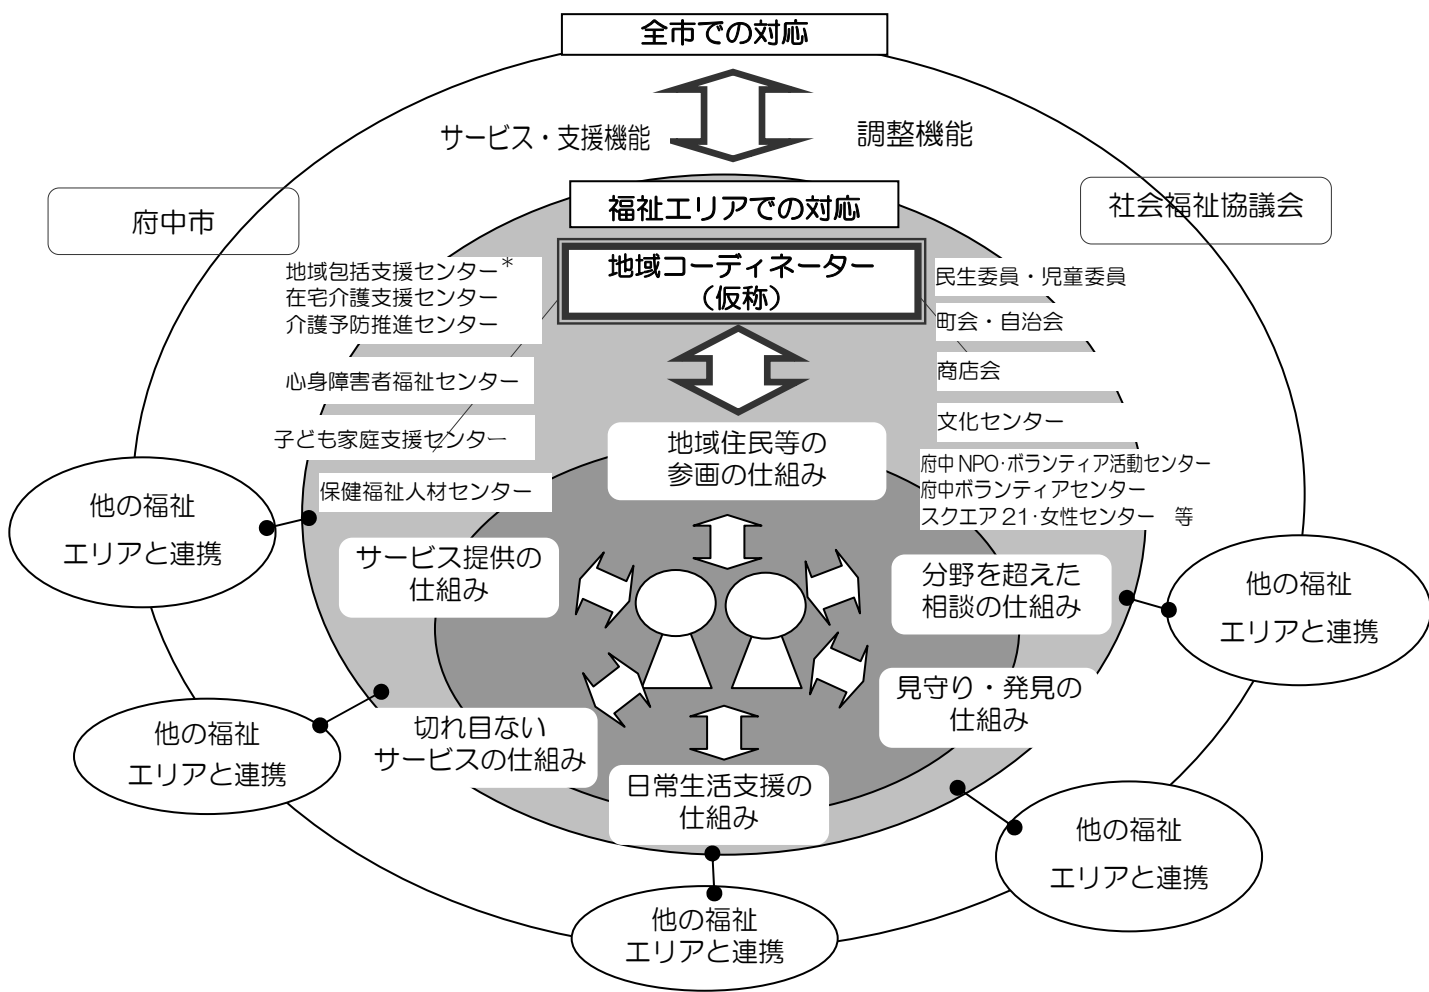 全市での対応
サービス・支援機能
調整機能
府中市
社会福祉協議会
福祉エリアでの対応
地域コーディネーター
（仮称）
地域包括支援センター＊
在宅介護支援センター
介護予防推進センター
心身障害者福祉センター
子ども家庭支援センター
保健福祉人材センター
民生委員・児童委員
町会・自治会
商店会
文化センター
府中 NPO･ボランティア活動センター
府中ボランティアセンター
スクエア 21･女性センター　等
地域住民等の
参画の仕組み
サービス提供の
仕組み
分野を超えた
相談の仕組み
見守り・発見の
仕組み
切れ目ない
サービスの仕組み
日常生活支援の
仕組み
他の福祉
エリアと連携
他の福祉
エリアと連携
他の福祉
エリアと連携
他の福祉
エリアと連携
他の福祉
エリアと連携